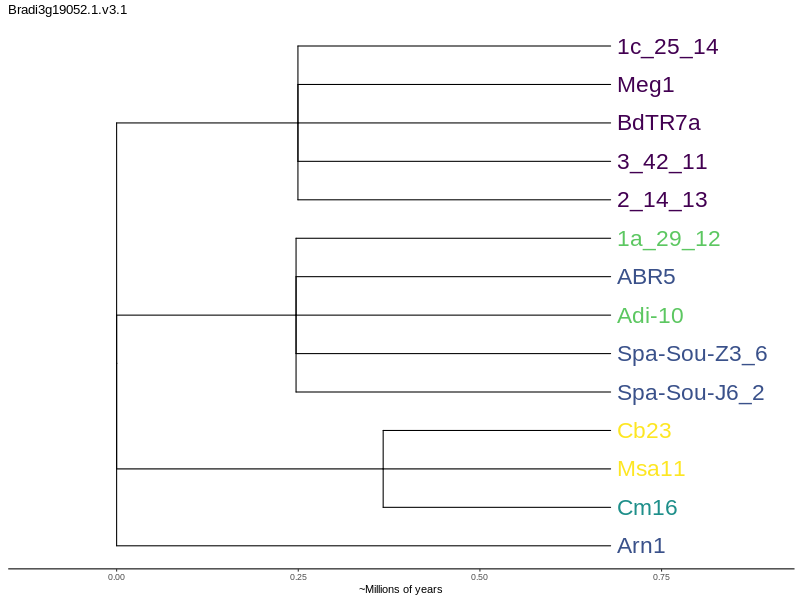 Bradi3g19052.1.v3.1
1c_25_14
Meg1
BdTR7a
3_42_11
2_14_13
1a_29_12
ABR5
Adi-10
Spa-Sou-Z3_6
Spa-Sou-J6_2
Cb23
Msa11
Cm16
Arn1
0.00 0.25 0.50 0.75
~Millions of years